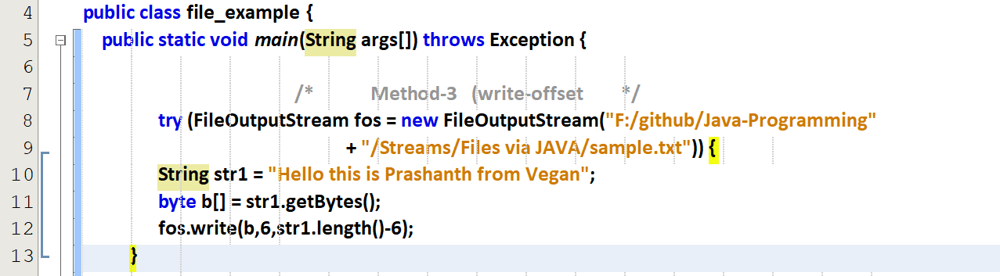 4 public class file_example {
5 public static void main(String args[]) throws Exception {
6
7 /* Method-3 (write-offset */
8 try (FileOutputStream fos = new FileOutputStream("F:/github/Java-Programming"
9 + "/Streams/Files via JAVA/sample.txt")) {
10 String str1 = "Hello this is Prashanth from Vegan";
11 byte b[] = str1.getBytes();
12 fos.write(b,6,str1.length()-6);
13 }